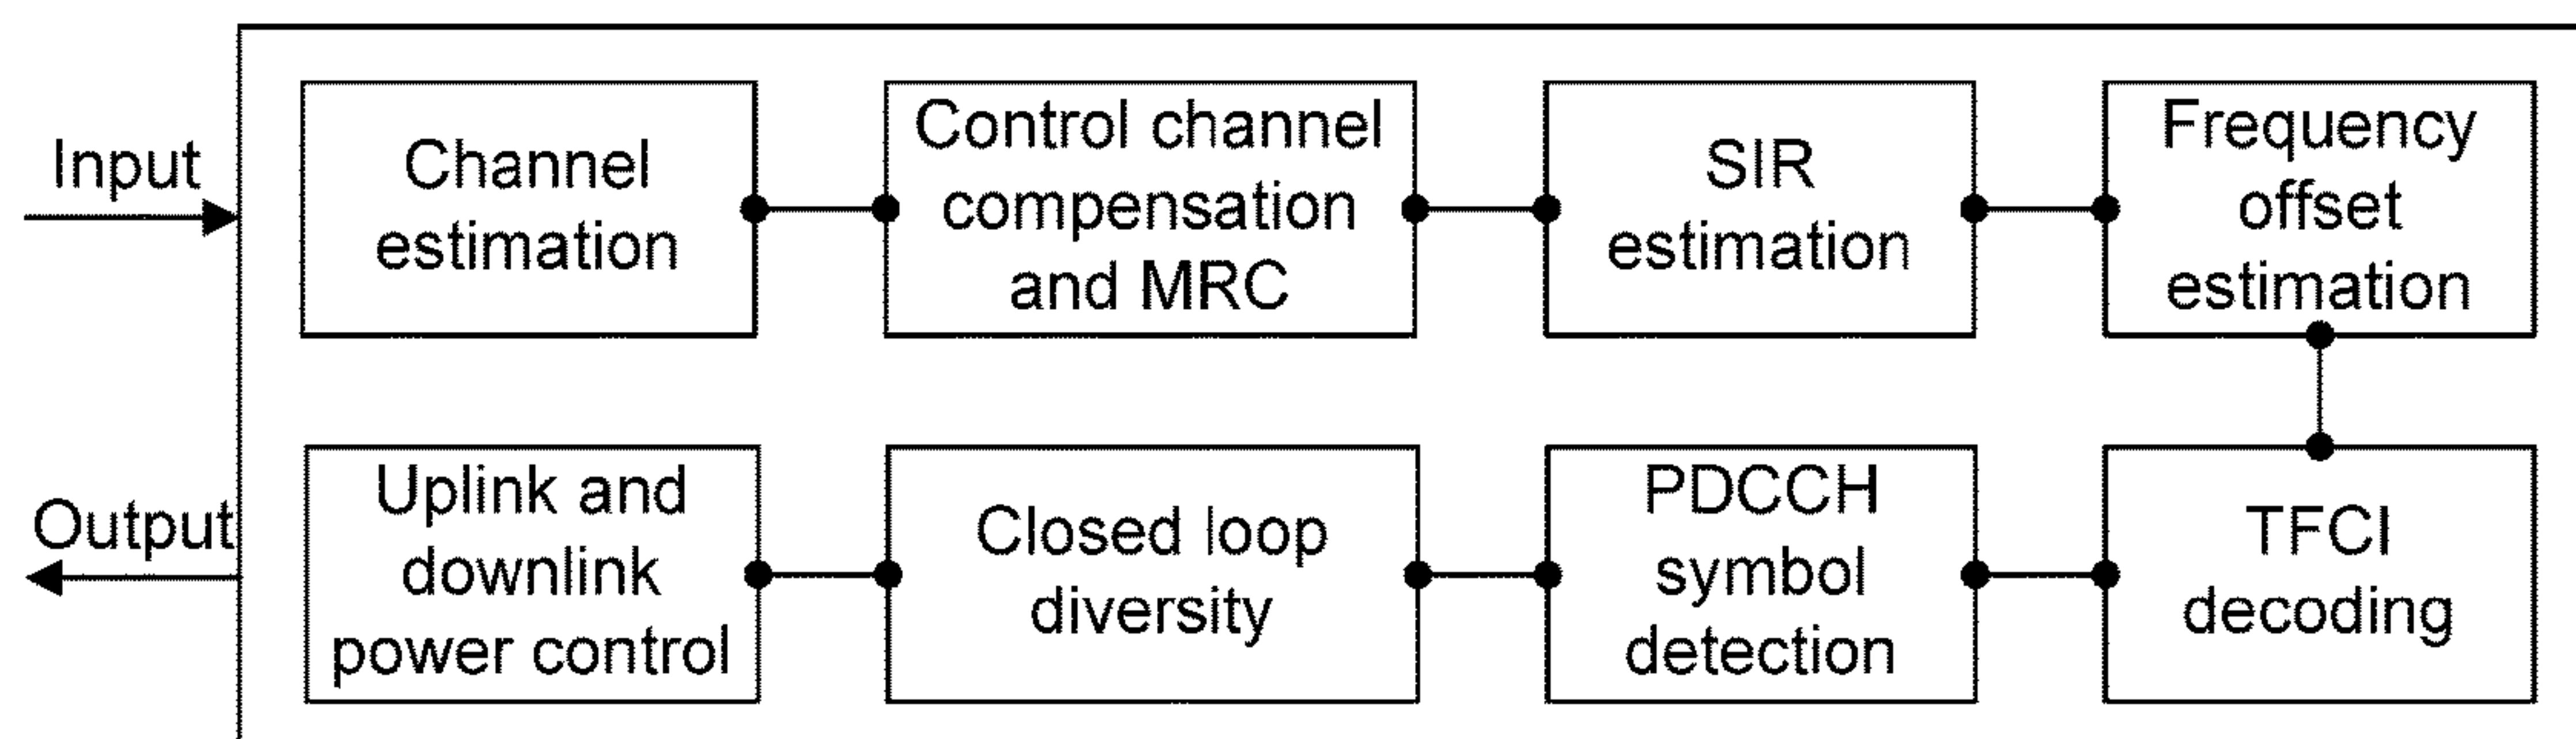 Input
Channel
estimation
Control channel
compensation
and MRC
SIR
estimation
Frequency
offset
estimation
Output
Uplink and
downlink
power control
Closed loop
diversity
PDCCH
symbol
detection
TFCI
decoding